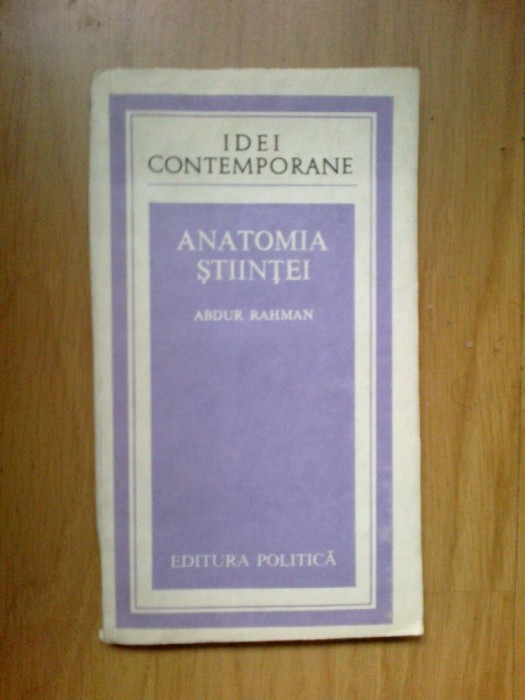 IDEI
CONTEMPORANE
ANATOMIA
ŞTIINŢEI
ABDUR RAHMAN
EDITURA POLITICĂ